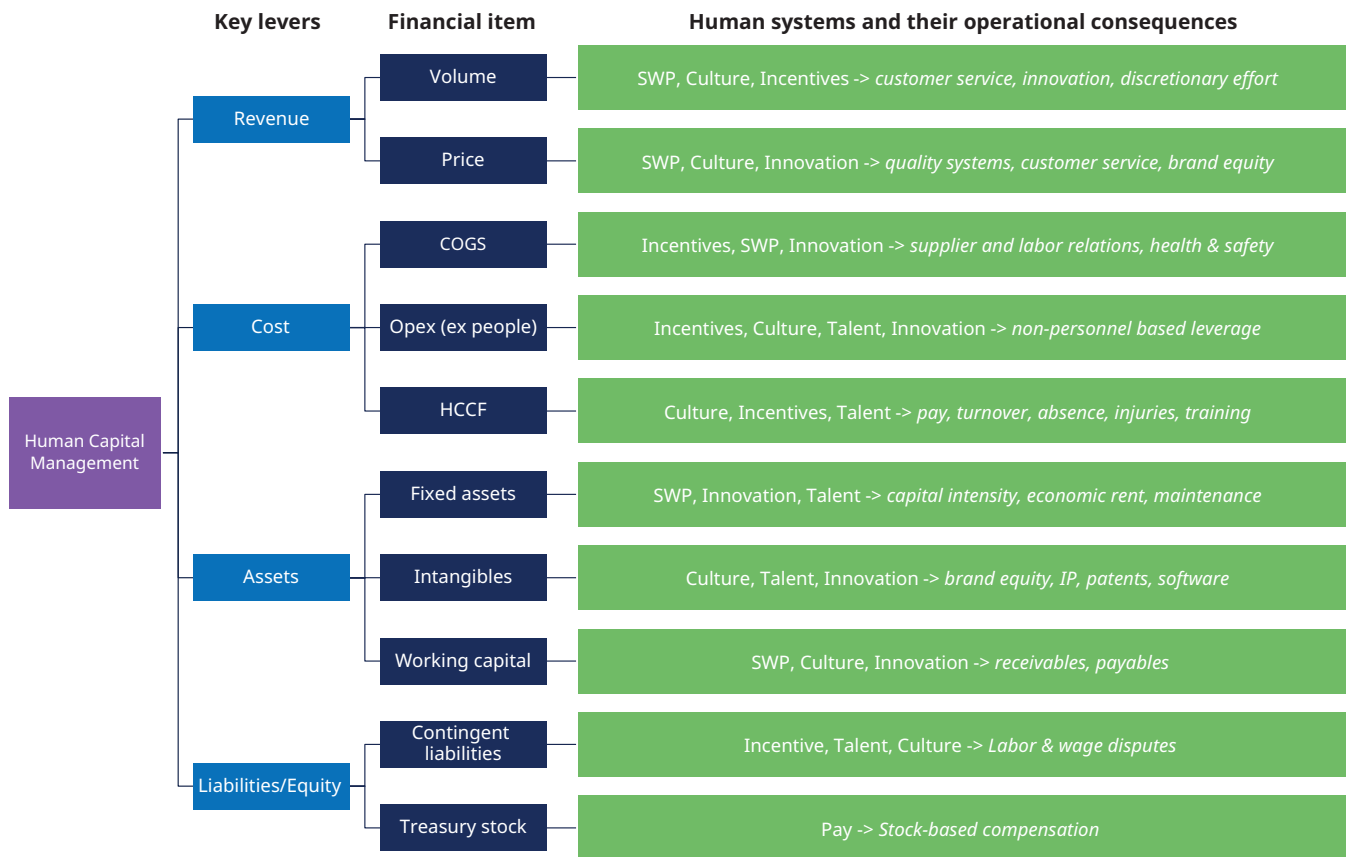 Key levers
Financial item
Human systems and their operational consequences
Human Capital
Management
Revenue
Volume
SWP, Culture, Incentives -> customer service, innovation, discretionary effort
Price
SWP, Culture, Innovation -> quality systems, customer service, brand equity
Cost
COGS
Incentives, SWP, Innovation -> supplier and labor relations, health & safety
Opex (ex people)
Incentives, Culture, Talent, Innovation -> non-personnel based leverage
HCCF
Culture, Incentives, Talent -> pay, turnover, absence, injuries, training
Assets
Fixed assets
SWP, Innovation, Talent -> capital intensity, economic rent, maintenance
Intangibles
Culture, Talent, Innovation -> brand equity, IP, patents, software
Working capital
SWP, Culture, Innovation -> receivables, payables
Liabilities/Equity
Contingent
liabilities
Incentive, Talent, Culture -> Labor & wage disputes
Treasury stock
Pay -> Stock-based compensation